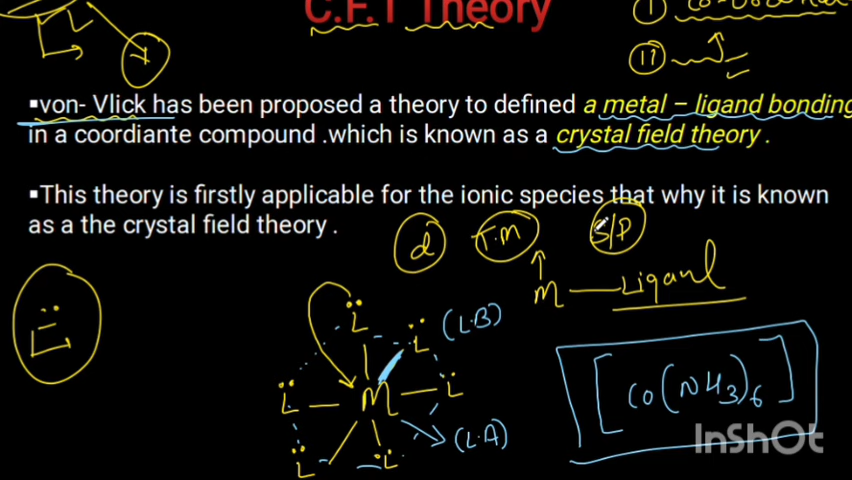 C.F.T Theory
①
⑪
▪von- Vlick has been proposed a theory to defined a metal – ligand bonding
in a coordiante compound .which is known as a crystal field theory .
▪This theory is firstly applicable for the ionic species that why it is known
as a the crystal field theory .
d T.M S/P
M — Ligand
L
L L (L.B)
L — M — L
(L.A)
L L
[CO(NH3)6]
InShOt